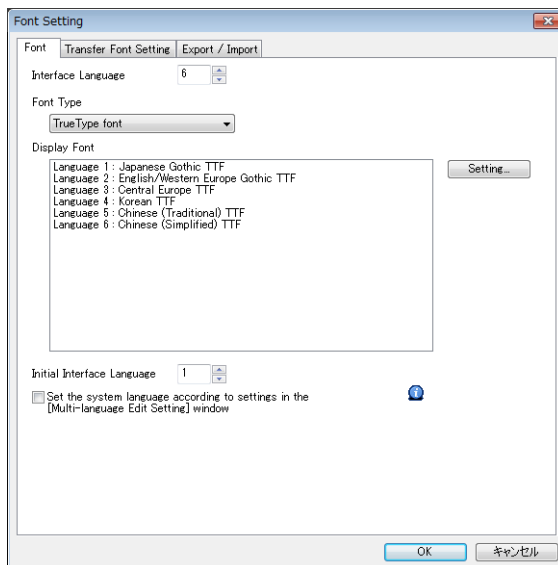 Font Setting
Font Transfer Font Setting Export / Import
Interface Language 6
Font Type
TrueType font
Display Font
Language 1 : Japanese Gothic TTF
Language 2 : English/Western Europe Gothic TTF
Language 3 : Central Europe TTF
Language 4 : Korean TTF
Language 5 : Chinese (Traditional) TTF
Language 6 : Chinese (Simplified) TTF
Setting...
Initial Interface Language 1
Set the system language according to settings in the
[Multi-language Edit Setting] window
OK キャンセル